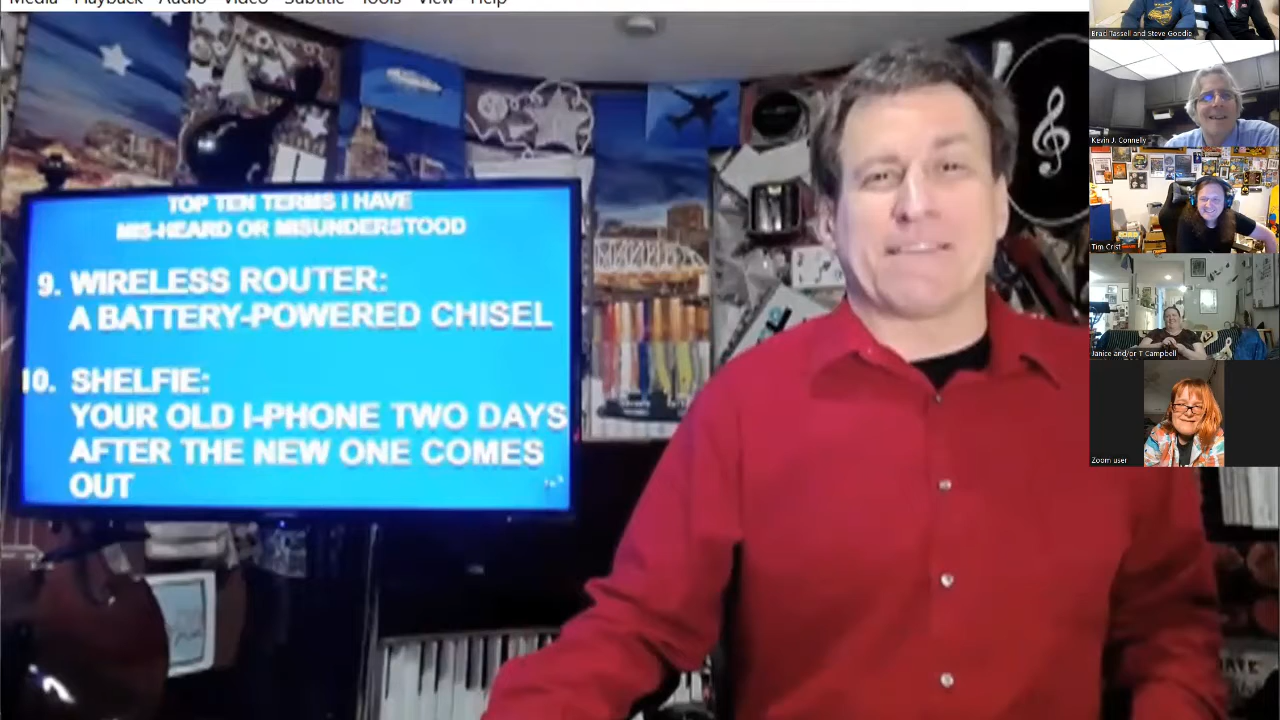 Media Playback Audio Video Subtitle Tools View Help
TOP TEN TERMS I HAVE
MIS-HEARD OR MISUNDERSTOOD
9. WIRELESS ROUTER:
A BATTERY-POWERED CHISEL
10. SHELFIE:
YOUR OLD I-PHONE TWO DAYS
AFTER THE NEW ONE COMES
OUT
Brad Tassell and Steve Goodie
Kevin J. Connelly
Tim Crist
Janice and/or T Campbell
Zoom user